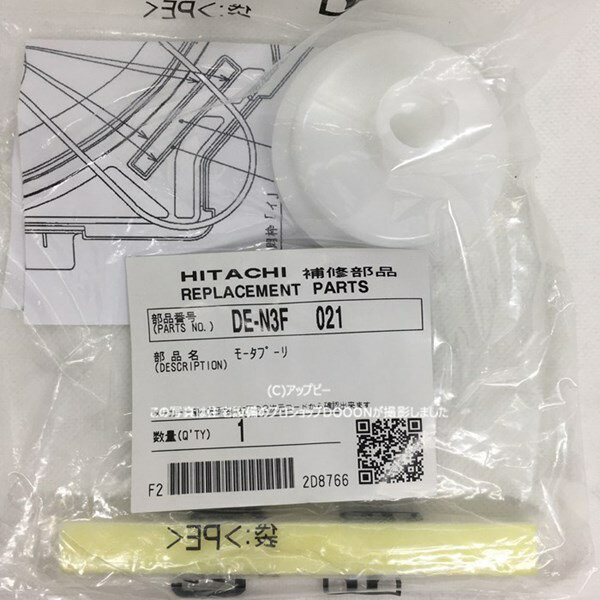 袋:>PE<
HITACHI 補修部品
REPLACEMENT PARTS
部品番号 (PARTS NO.) DE-N3F 021
部品名 (DESCRIPTION) モータプーリ
(C)アップビー
この写真は住宅設備のプロショップDOOONが撮影しました
数量(Q'TY) 1
F2 2D8766
袋:>PE<